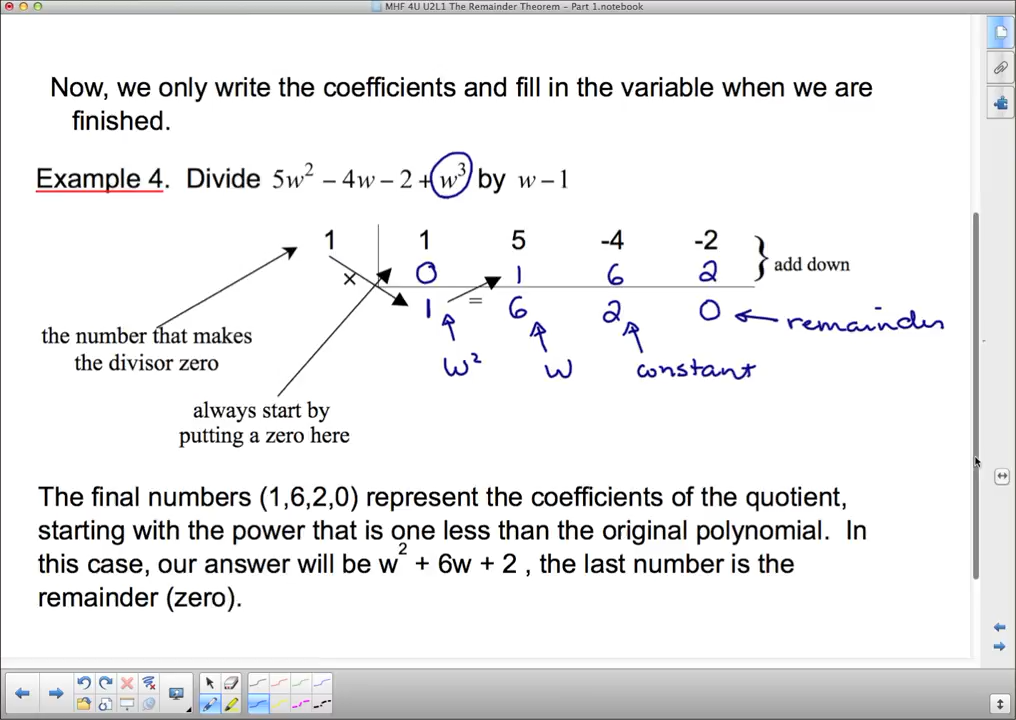 MHF 4U U2L1 The Remainder Theorem – Part 1.notebook
Now, we only write the coefficients and fill in the variable when we are
finished.
Example 4. Divide 5w² – 4w – 2 + w³ by w – 1
1 1 5 -4 -2
0 1 6 2 } add down
×
1 = 6 2 0 ← remainder
w² w constant
the number that makes
the divisor zero
always start by
putting a zero here
The final numbers (1,6,2,0) represent the coefficients of the quotient,
starting with the power that is one less than the original polynomial. In
this case, our answer will be w² + 6w + 2 , the last number is the
remainder (zero).